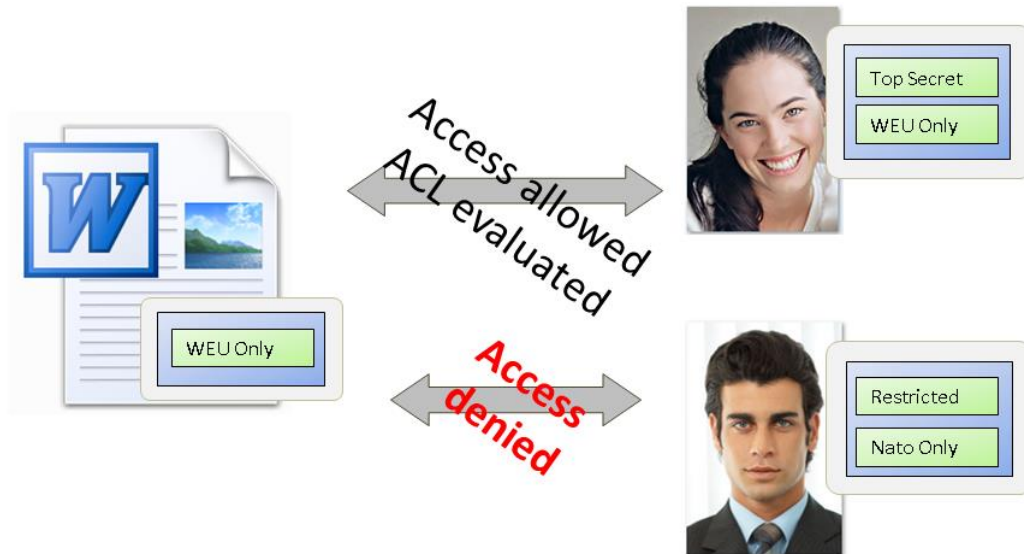 W
WEU Only
Access allowed
ACL evaluated
Access
denied
Top Secret
WEU Only
Restricted
Nato Only